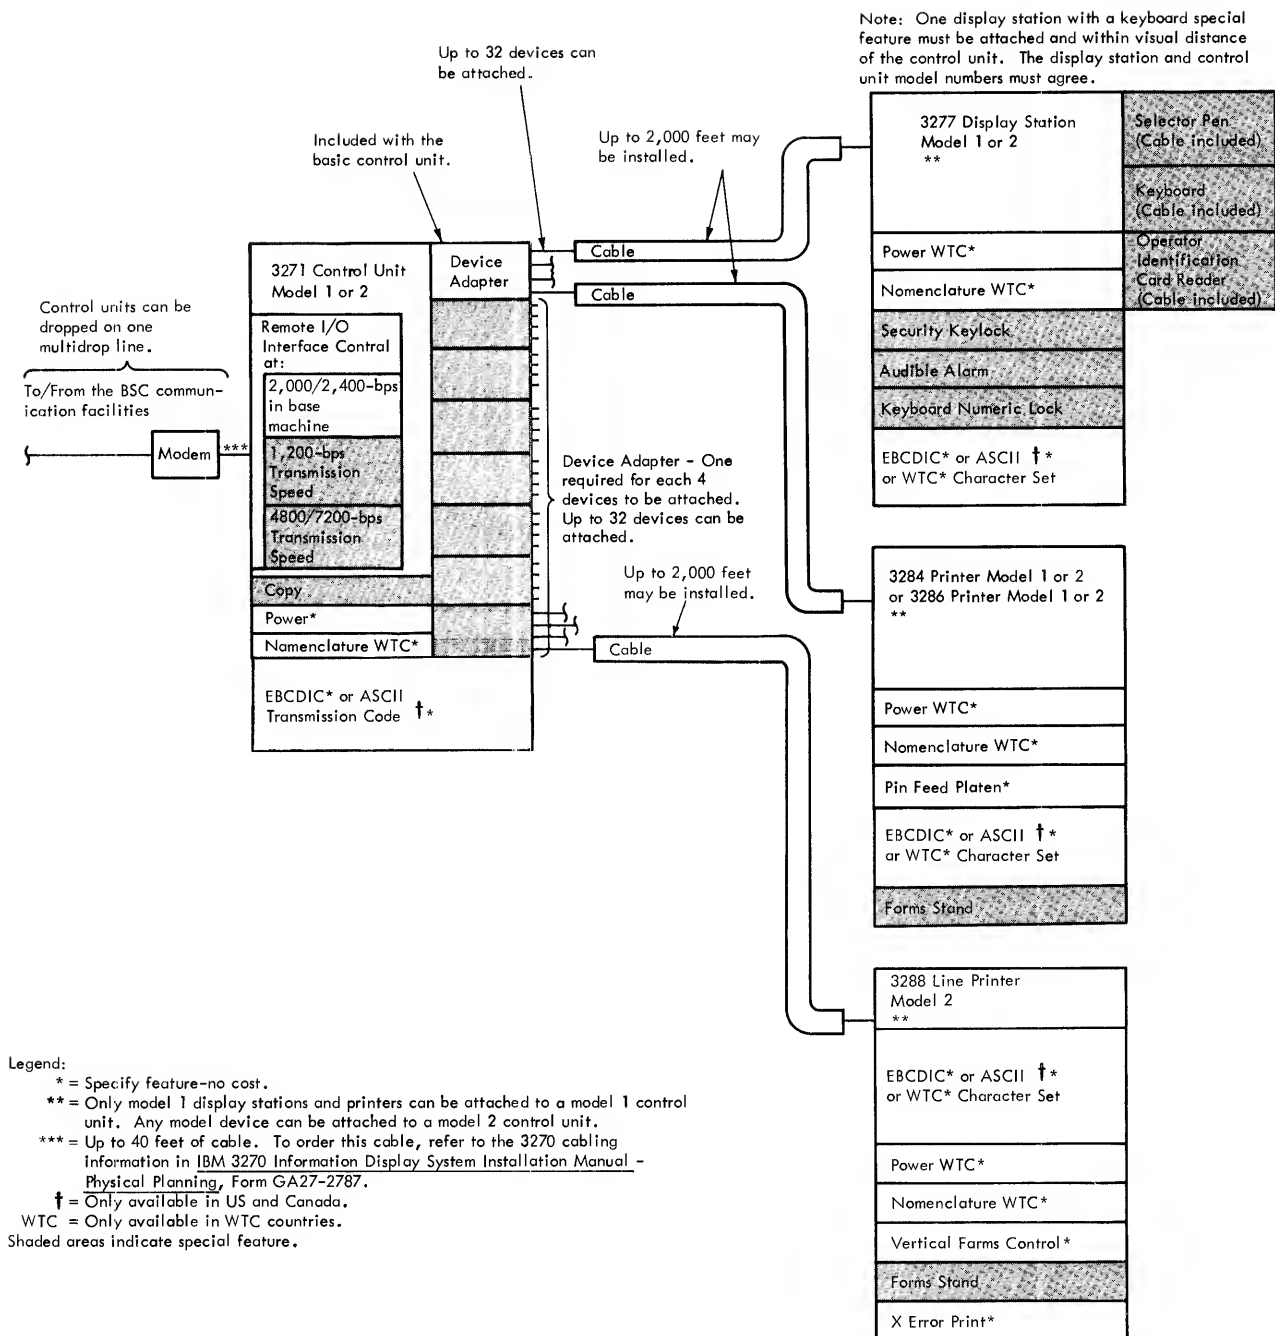 Note: One display station with a keyboard special
feature must be attached and within visual distance
of the control unit. The display station and control
unit model numbers must agree.
Up to 32 devices can
be attached.
Included with the
basic control unit.
Up to 2,000 feet may
be installed.
3277 Display Station
Model 1 or 2
**
Selector Pen
(Cable included)
Keyboard
(Cable included)
Operator
Identification
Card Reader
(Cable included)
Power WTC*
Nomenclature WTC*
Security Keylock
Audible Alarm
Keyboard Numeric Lock
EBCDIC* or ASCII †*
or WTC* Character Set
Cable
Cable
3271 Control Unit
Model 1 or 2
Device
Adapter
Control units can be
dropped on one
multidrop line.
To/From the BSC commun-
ication facilities
Modem
***
Remote I/O
Interface Contral
at:
2,000/2,400-bps
in base
machine
1,200-bps
Transmission
Speed
4800/7200-bps
Transmission
Speed
Copy
Power*
Namenclature WTC*
EBCDIC* or ASCII
Transmission Code †*
Device Adapter - One
required for each 4
devices to be attached.
Up to 32 devices can be
attached.
Up to 2,000 feet
may be installed.
Cable
3284 Printer Model 1 or 2
or 3286 Printer Model 1 or 2
**
Power WTC*
Nomenclature WTC*
Pin Feed Platen*
EBCDIC* or ASCII †*
ar WTC* Character Set
Forms Stand
3288 Line Printer
Model 2
**
EBCDIC* or ASCII †*
or WTC* Character Set
Power WTC*
Nomenclature WTC*
Vertical Farms Control*
Forms Stand
X Error Print*
Legend:
* = Specify feature-no cost.
** = Only model 1 display stations and printers can be attached to a model 1 control
unit. Any model device can be attached to a model 2 control unit.
*** = Up to 40 feet of cable. To order this cable, refer to the 3270 cabling
information in IBM 3270 Information Display System Installation Manual -
Physical Planning, Form GA27-2787.
† = Only available in US and Canada.
WTC = Only available in WTC countries.
Shaded areas indicate special feature.